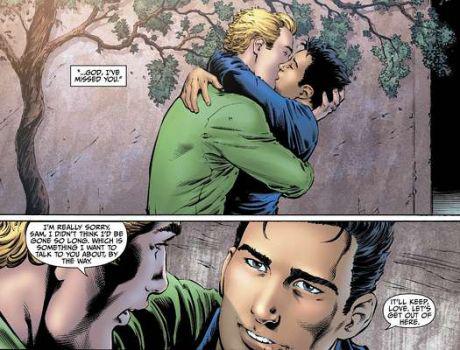 "...GOD, I'VE
MISSED YOU."
I'M REALLY SORRY,
SAM. I DIDN'T THINK I'D
BE GONE SO LONG. WHICH
IS SOMETHING I WANT TO
TALK TO YOU ABOUT, BY
THE WAY.
IT'LL KEEP,
LOVE. LET'S
GET OUT OF
HERE.